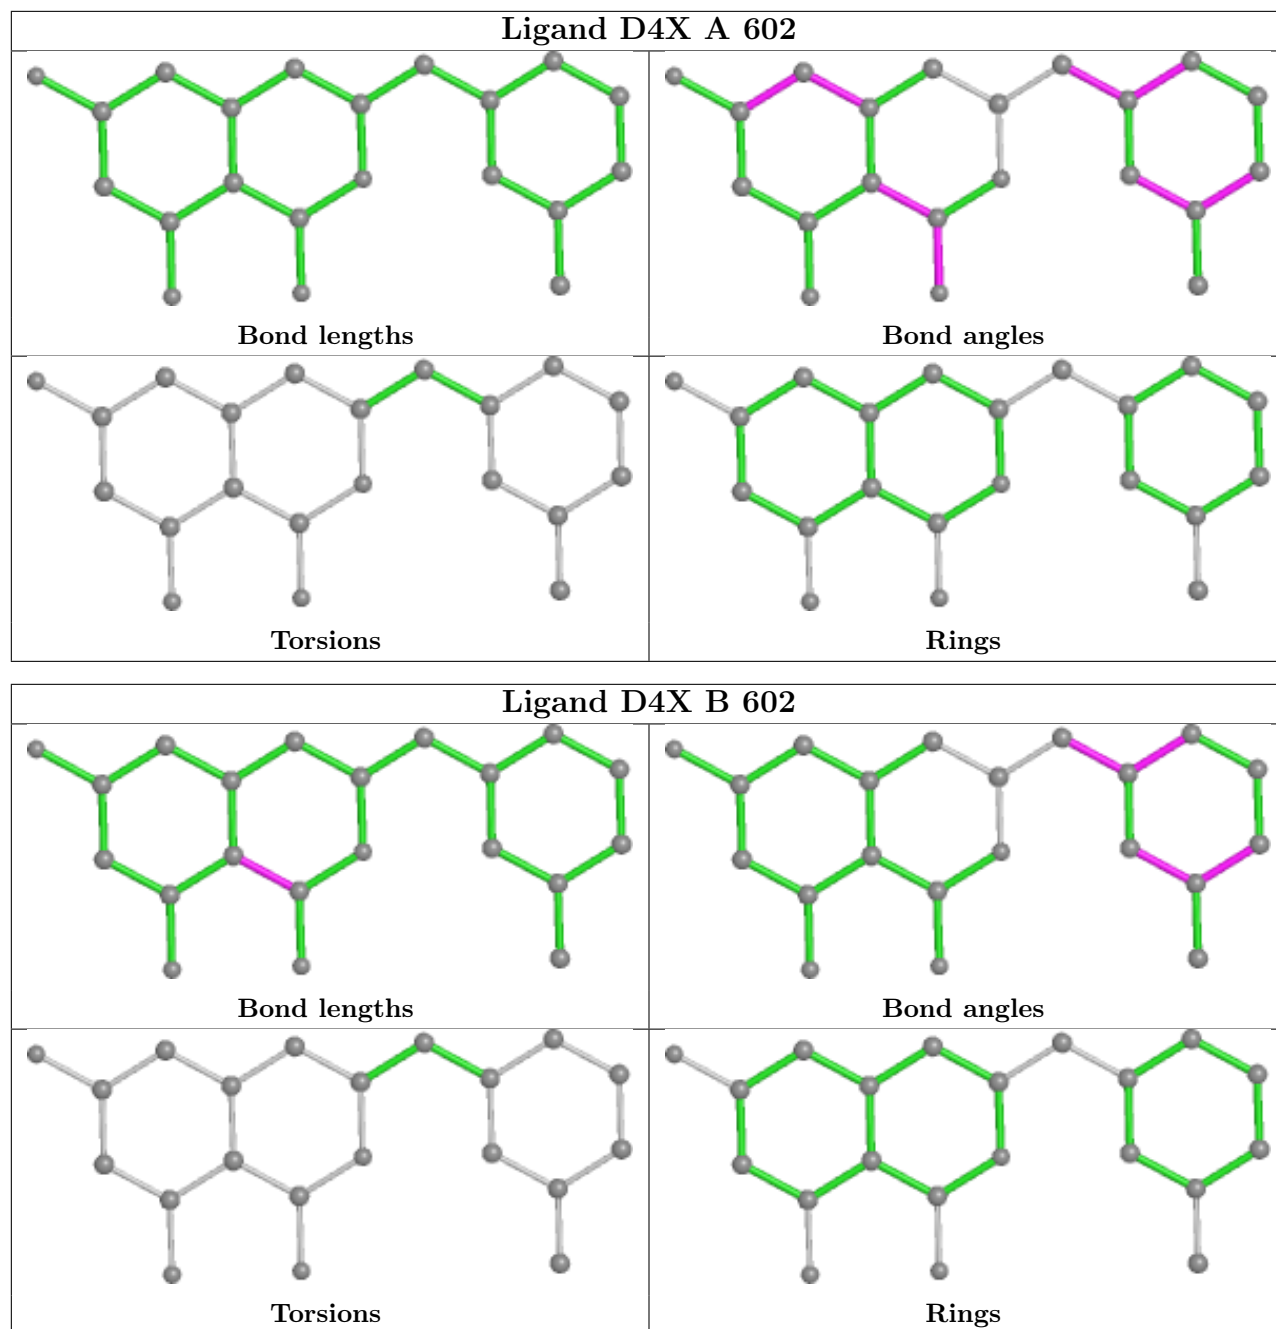 Ligand D4X A 602
Bond lengths
Bond angles
Torsions
Rings
Ligand D4X B 602
Bond lengths
Bond angles
Torsions
Rings